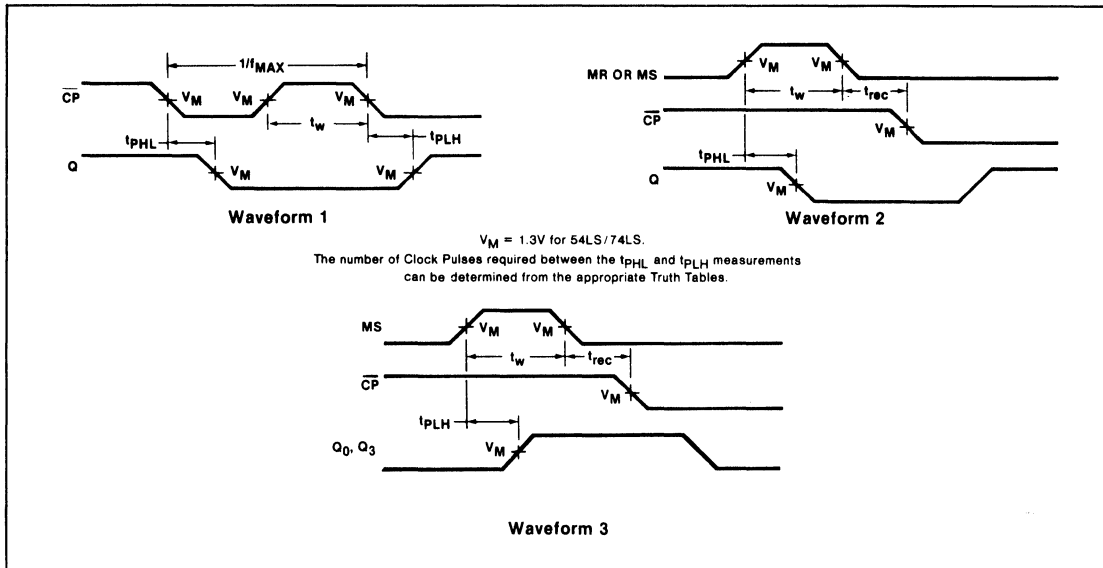 1/fMAX
CP
VM VM VM
tw
tPHL tPLH
Q
VM VM
Waveform 1
MR OR MS
VM VM
tw trec
CP
VM
tPHL
Q
VM
Waveform 2
VM = 1.3V for 54LS/74LS.
The number of Clock Pulses required between the tPHL and tPLH measurements
can be determined from the appropriate Truth Tables.
MS
VM VM
tw trec
CP
VM
tPLH
Q0, Q3
VM
Waveform 3